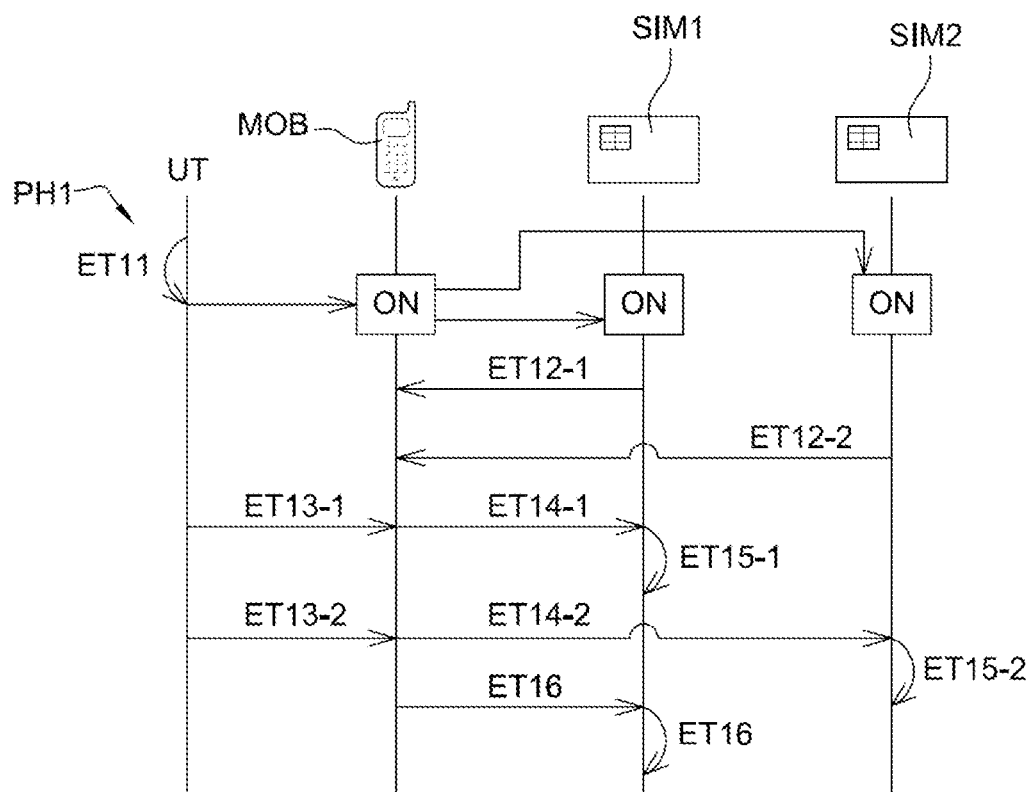 SIM1
SIM2
MOB
UT
PH1
ET11
ON
ON
ON
ET12-1
ET12-2
ET13-1
ET14-1
ET15-1
ET13-2
ET14-2
ET15-2
ET16
ET16